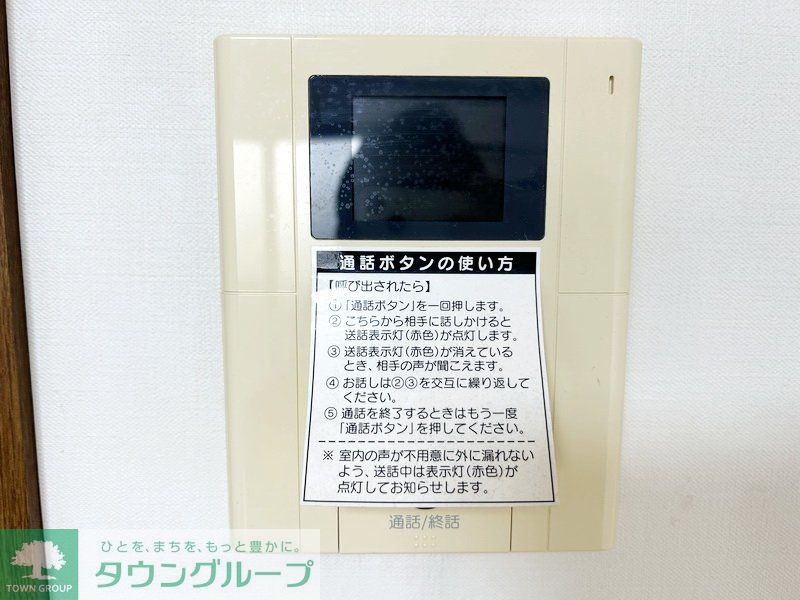 通話ボタンの使い方
【呼び出されたら】
①「通話ボタン」を一回押します。
② こちらから相手に話しかけると
送話表示灯(赤色)が点灯します。
③ 送話表示灯(赤色)が消えている
とき、相手の声が聞こえます。
④ お話しは②③を交互に繰り返して
ください。
⑤ 通話を終了するときはもう一度
「通話ボタン」を押してください。
※ 室内の声が不用意に外に漏れない
よう、送話中は表示灯(赤色)が
点灯してお知らせします。
通話/終話
ひとを、まちを、もっと豊かに。
タウングループ
TOWN GROUP